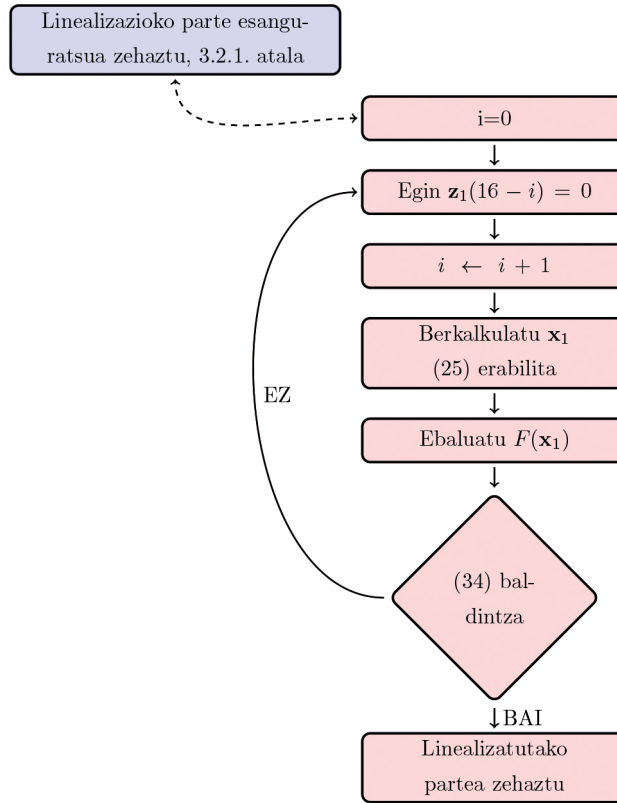 Linealizazioko parte esangu-
ratsua zehaztu, 3.2.1. atala
i=0
Egin z₁(16 − i) = 0
i ← i + 1
Berkalkulatu x₁
(25) erabilita
EZ
Ebaluatu F(x₁)
(34) bal-
dintza
BAI
Linealizatutako
partea zehaztu